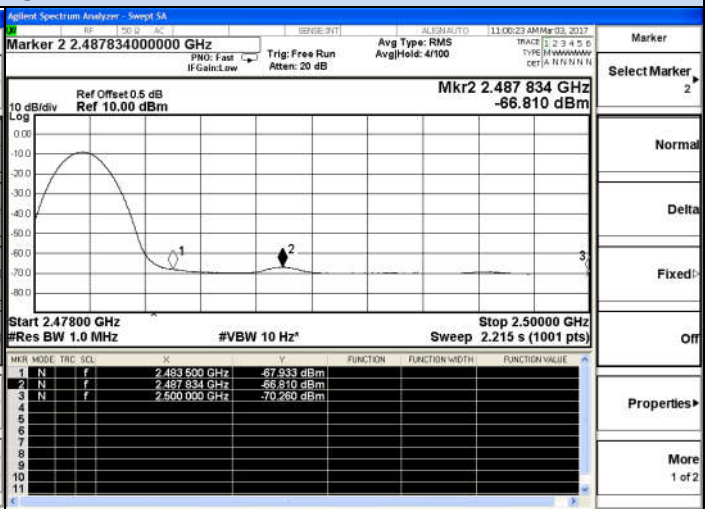 Agilent Spectrum Analyzer - Swept SA
RF 50 Ω AC SENSE:INT ALIGNAUTO 11:00:23 AM Mar 03, 2017
Marker 2 2.487834000000 GHz
PNO: Fast
IFGain:Low
Trig: Free Run
Atten: 20 dB
Avg Type: RMS
Avg|Hold: 4/100
TRACE 1 2 3 4 5 6
TYPE M
DET A N N N N N
Ref Offset 0.5 dB
10 dB/div Ref 10.00 dBm
Mkr2 2.487 834 GHz
-66.810 dBm
Log
0.00
-10.0
-20.0
-30.0
-40.0
-50.0
-60.0
-70.0
-80.0
1
2
3
Start 2.47800 GHz Stop 2.50000 GHz
#Res BW 1.0 MHz #VBW 10 Hz* Sweep 2.215 s (1001 pts)
MKR MODE TRC SCL X Y FUNCTION FUNCTION WIDTH FUNCTION VALUE
1 N f 2.483 500 GHz -67.933 dBm
2 N f 2.487 834 GHz -66.810 dBm
3 N f 2.500 000 GHz -70.260 dBm
4
5
6
7
8
9
10
11
Marker
Select Marker
2
Normal
Delta
Fixed
Off
Properties
More
1 of 2